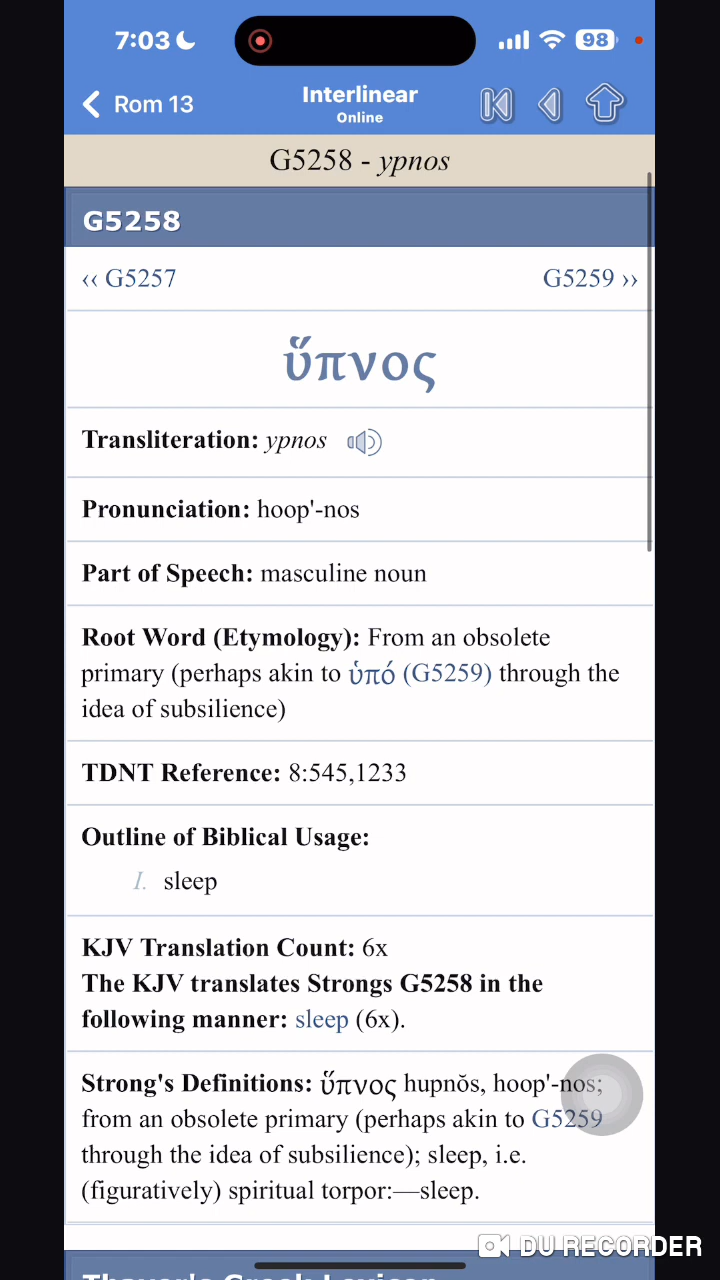 7:03
98
Rom 13
Interlinear
Online
G5258 - ypnos
G5258
‹‹ G5257
G5259 ››
ὕπνος
Transliteration: ypnos
Pronunciation: hoop'-nos
Part of Speech: masculine noun
Root Word (Etymology): From an obsolete
primary (perhaps akin to ὑπό (G5259) through the
idea of subsilience)
TDNT Reference: 8:545,1233
Outline of Biblical Usage:
I. sleep
KJV Translation Count: 6x
The KJV translates Strongs G5258 in the
following manner: sleep (6x).
Strong's Definitions: ὕπνος hupnŏs, hoop'-nos;
from an obsolete primary (perhaps akin to G5259
through the idea of subsilience); sleep, i.e.
(figuratively) spiritual torpor:—sleep.
DU RECORDER
Thayer's Greek Lexicon